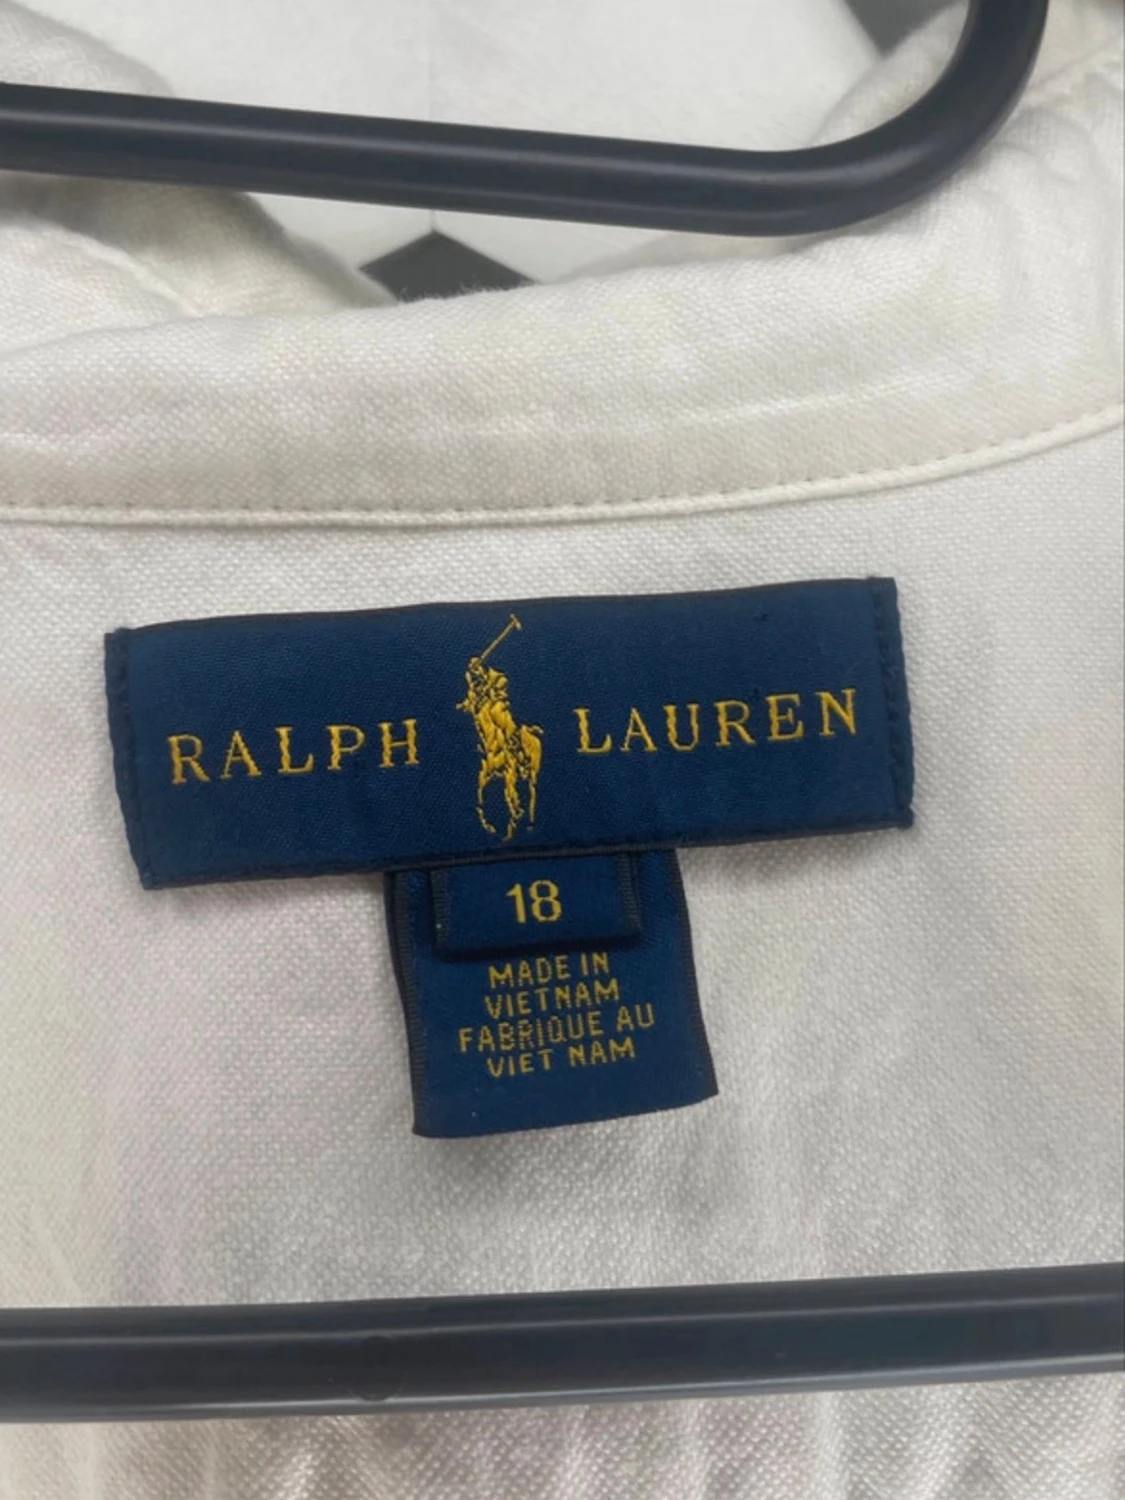 RALPH LAUREN
18
MADE IN
VIETNAM
FABRIQUE AU
VIET NAM